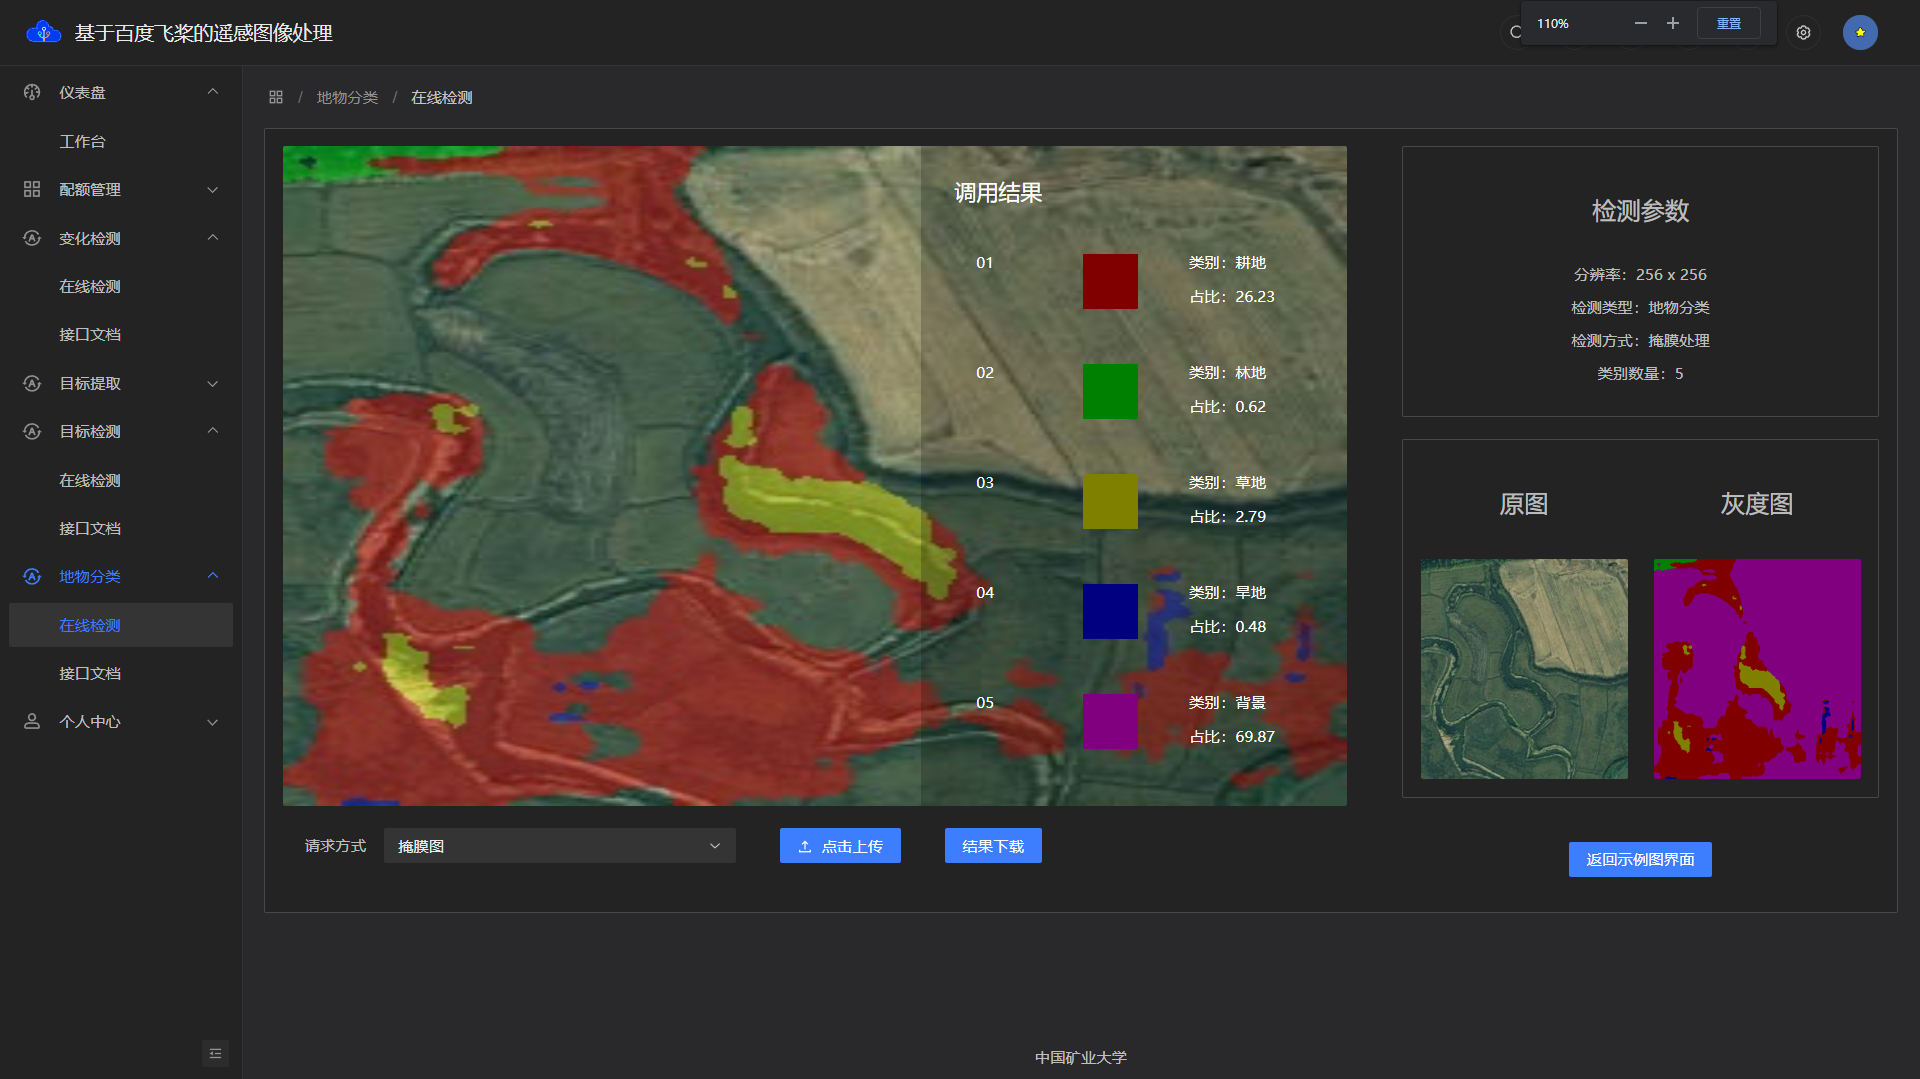 基于百度飞桨的遥感图像处理
110%
重置
仪表盘
工作台
配额管理
变化检测
在线检测
接口文档
目标提取
目标检测
在线检测
接口文档
地物分类
在线检测
接口文档
个人中心
/ 地物分类 / 在线检测
调用结果
01
类别：耕地
占比：26.23
02
类别：林地
占比：0.62
03
类别：草地
占比：2.79
04
类别：旱地
占比：0.48
05
类别：背景
占比：69.87
请求方式
掩膜图
点击上传
结果下载
检测参数
分辨率：256 x 256
检测类型：地物分类
检测方式：掩膜处理
类别数量：5
原图
灰度图
返回示例图界面
中国矿业大学